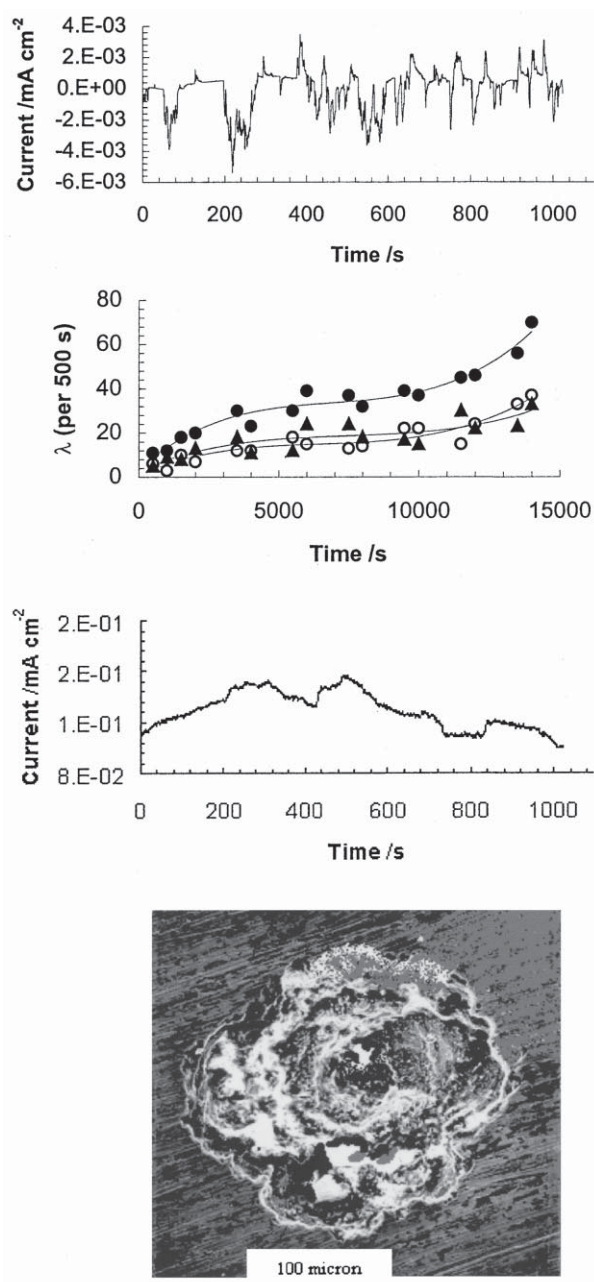 4.E-03
2.E-03
0.E+00
-2.E-03
-4.E-03
-6.E-03
Current /mA cm-2
0 200 400 600 800 1000
Time /s
80
60
40
20
0
λ (per 500 s)
0 5000 10000 15000
Time /s
2.E-01
2.E-01
1.E-01
8.E-02
Current /mA cm-2
0 200 400 600 800 1000
Time /s
100 micron